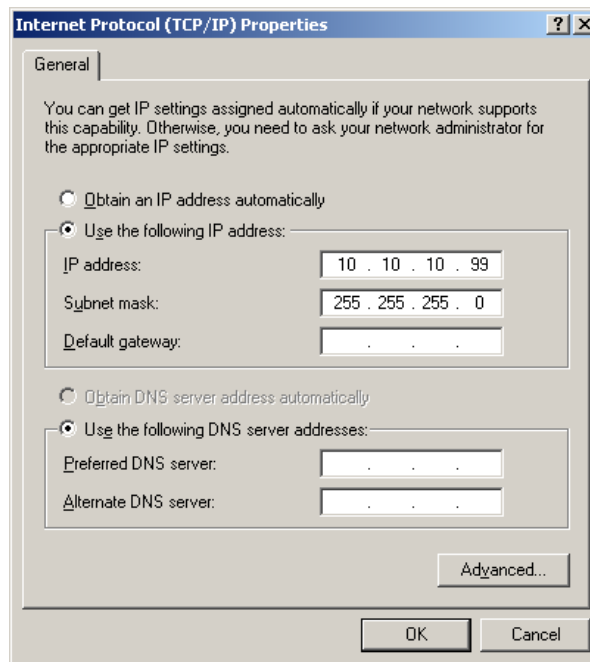 Internet Protocol (TCP/IP) Properties
General
You can get IP settings assigned automatically if your network supports
this capability. Otherwise, you need to ask your network administrator for
the appropriate IP settings.
Obtain an IP address automatically
Use the following IP address:
IP address: 10 . 10 . 10 . 99
Subnet mask: 255 . 255 . 255 . 0
Default gateway: . . .
Obtain DNS server address automatically
Use the following DNS server addresses:
Preferred DNS server: . . .
Alternate DNS server: . . .
Advanced...
OK Cancel